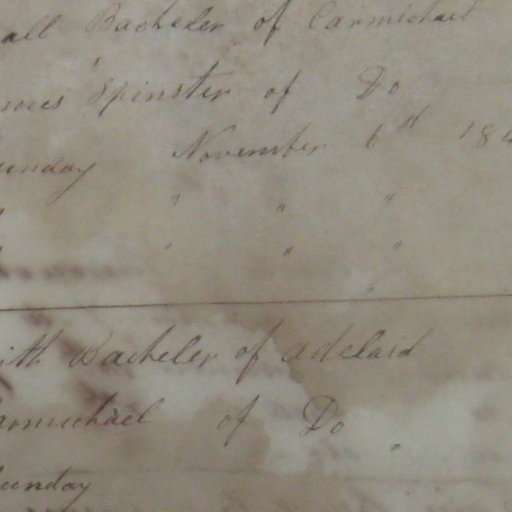 all Bacheler of Carmichael
mes Spinster of Do
unday November 6st 184
" " "
" " "
ith Bacheler of adelaid
armichael of Do
unday